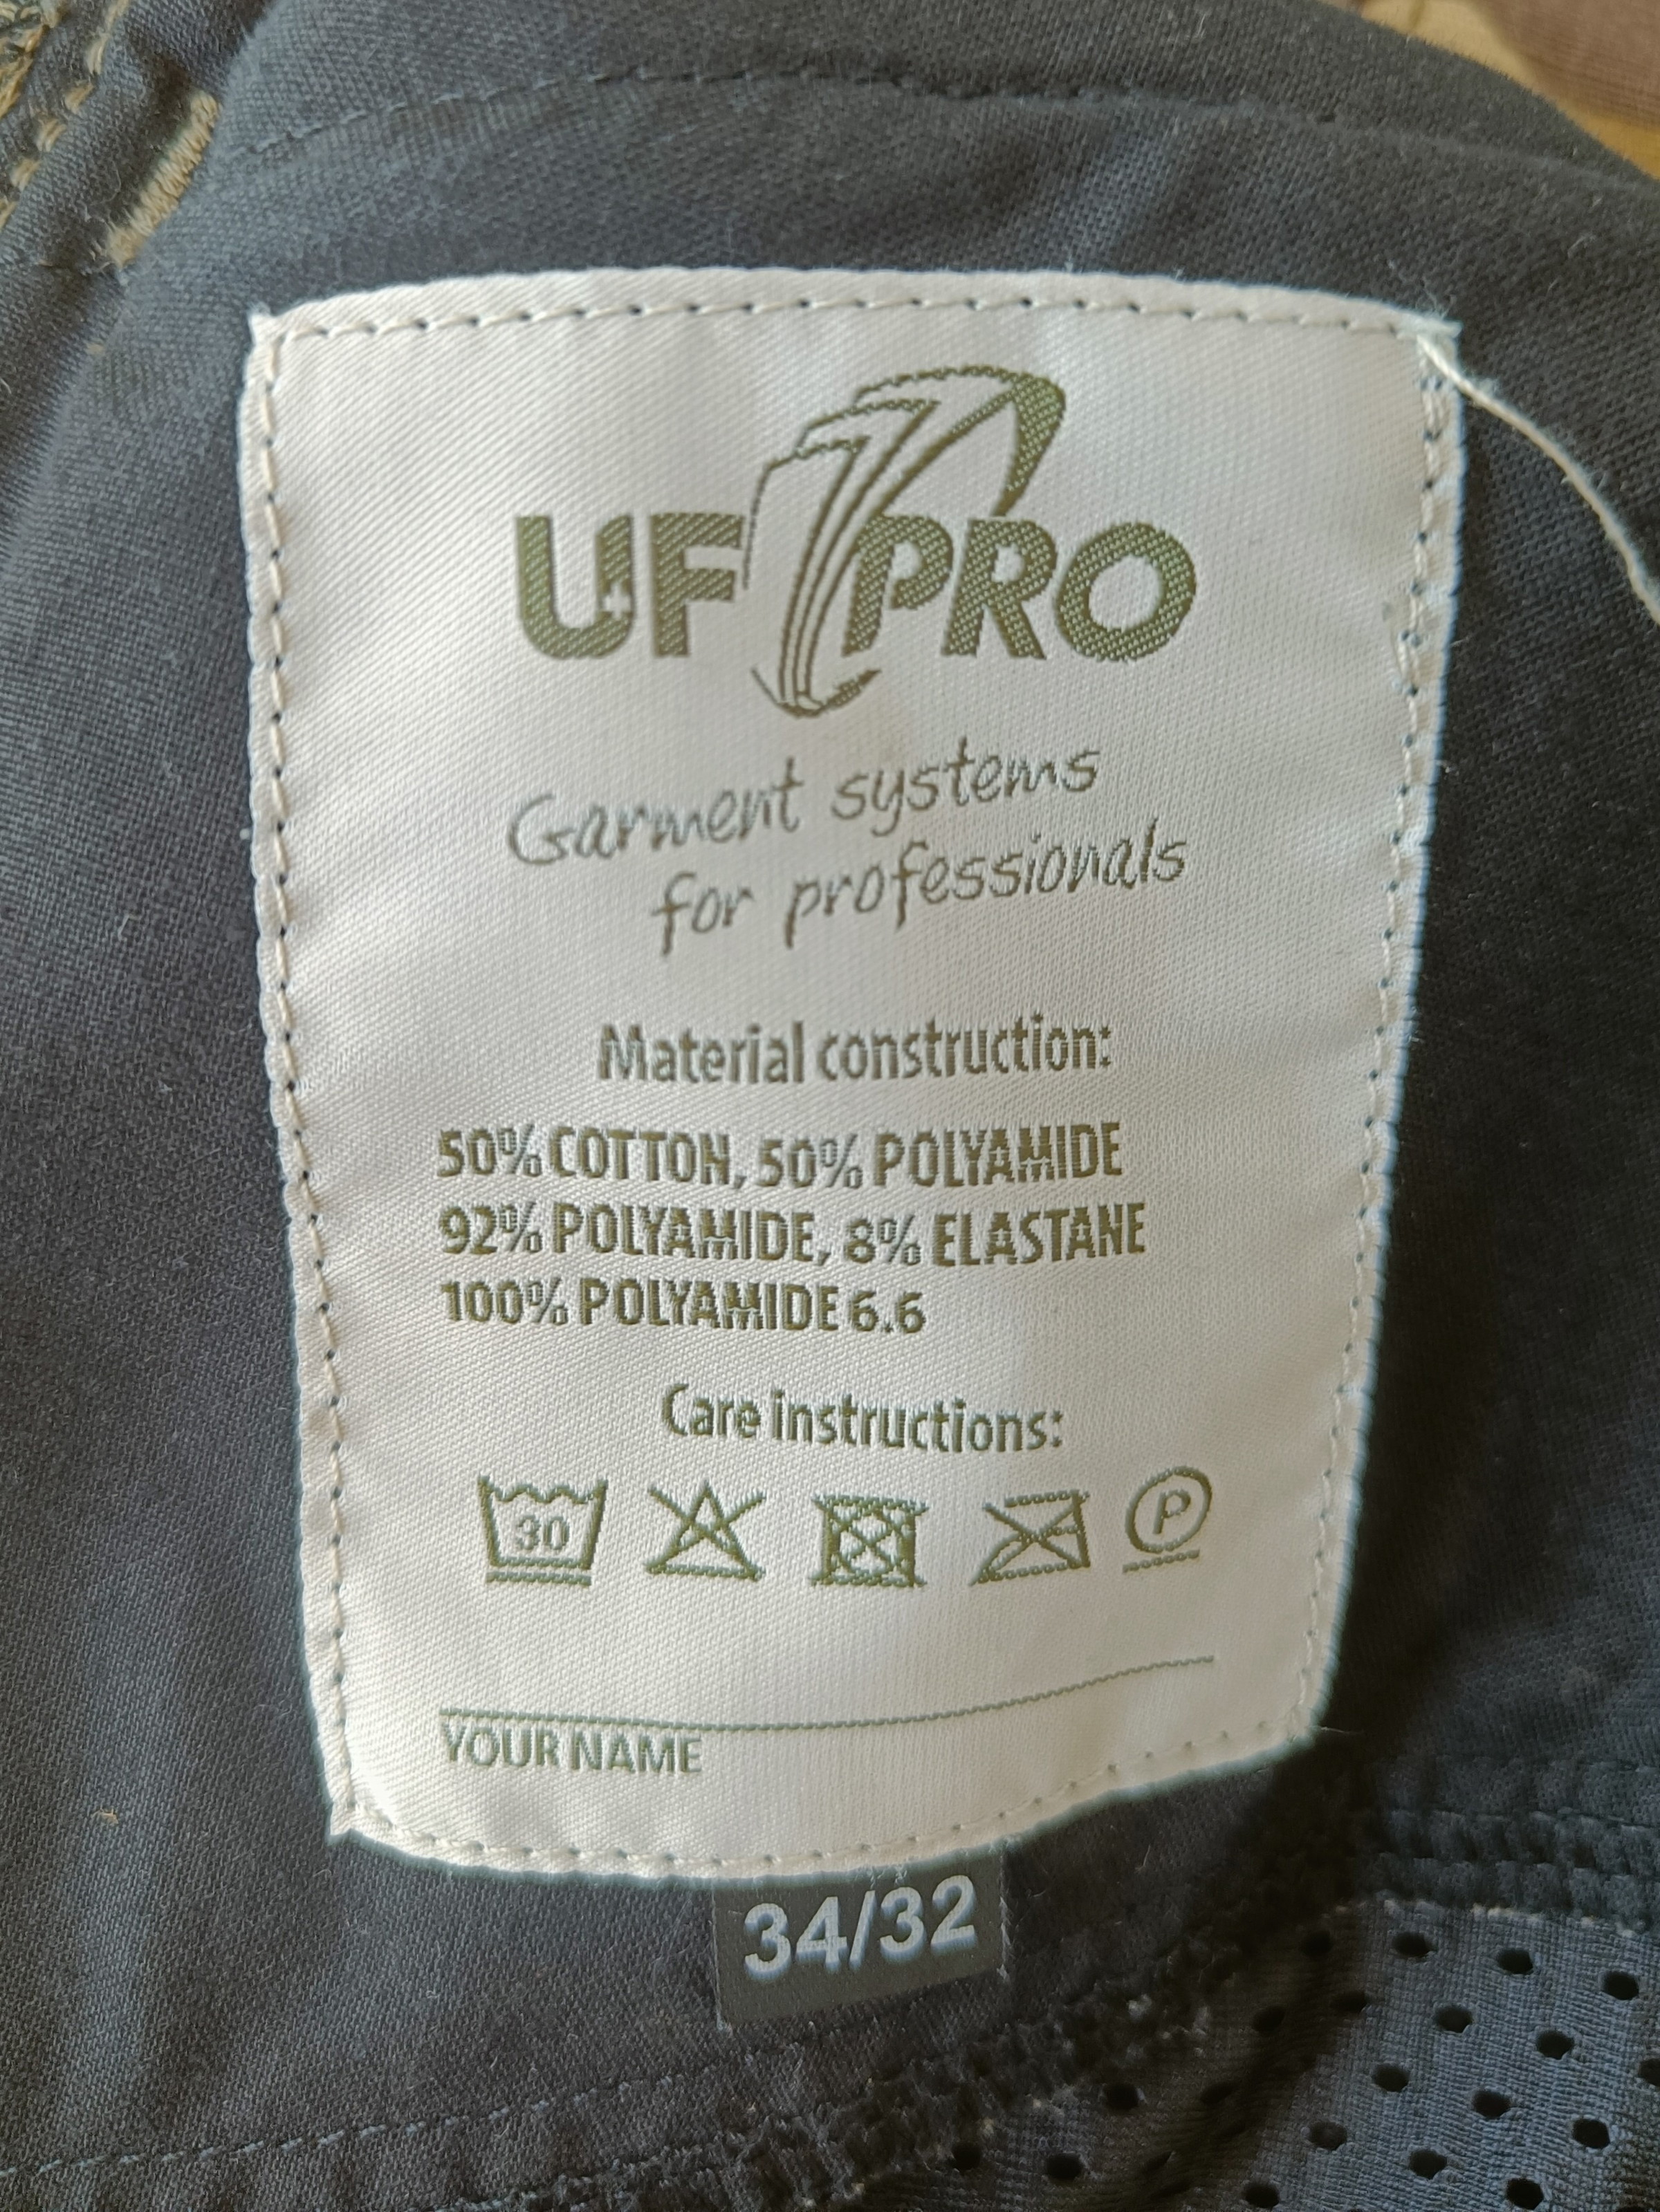 UF PRO
Garment systems
for professionals
Material construction:
50% COTTON, 50% POLYAMIDE
92% POLYAMIDE, 8% ELASTANE
100% POLYAMIDE 6.6
Care instructions:
30 P
YOUR NAME
34/32